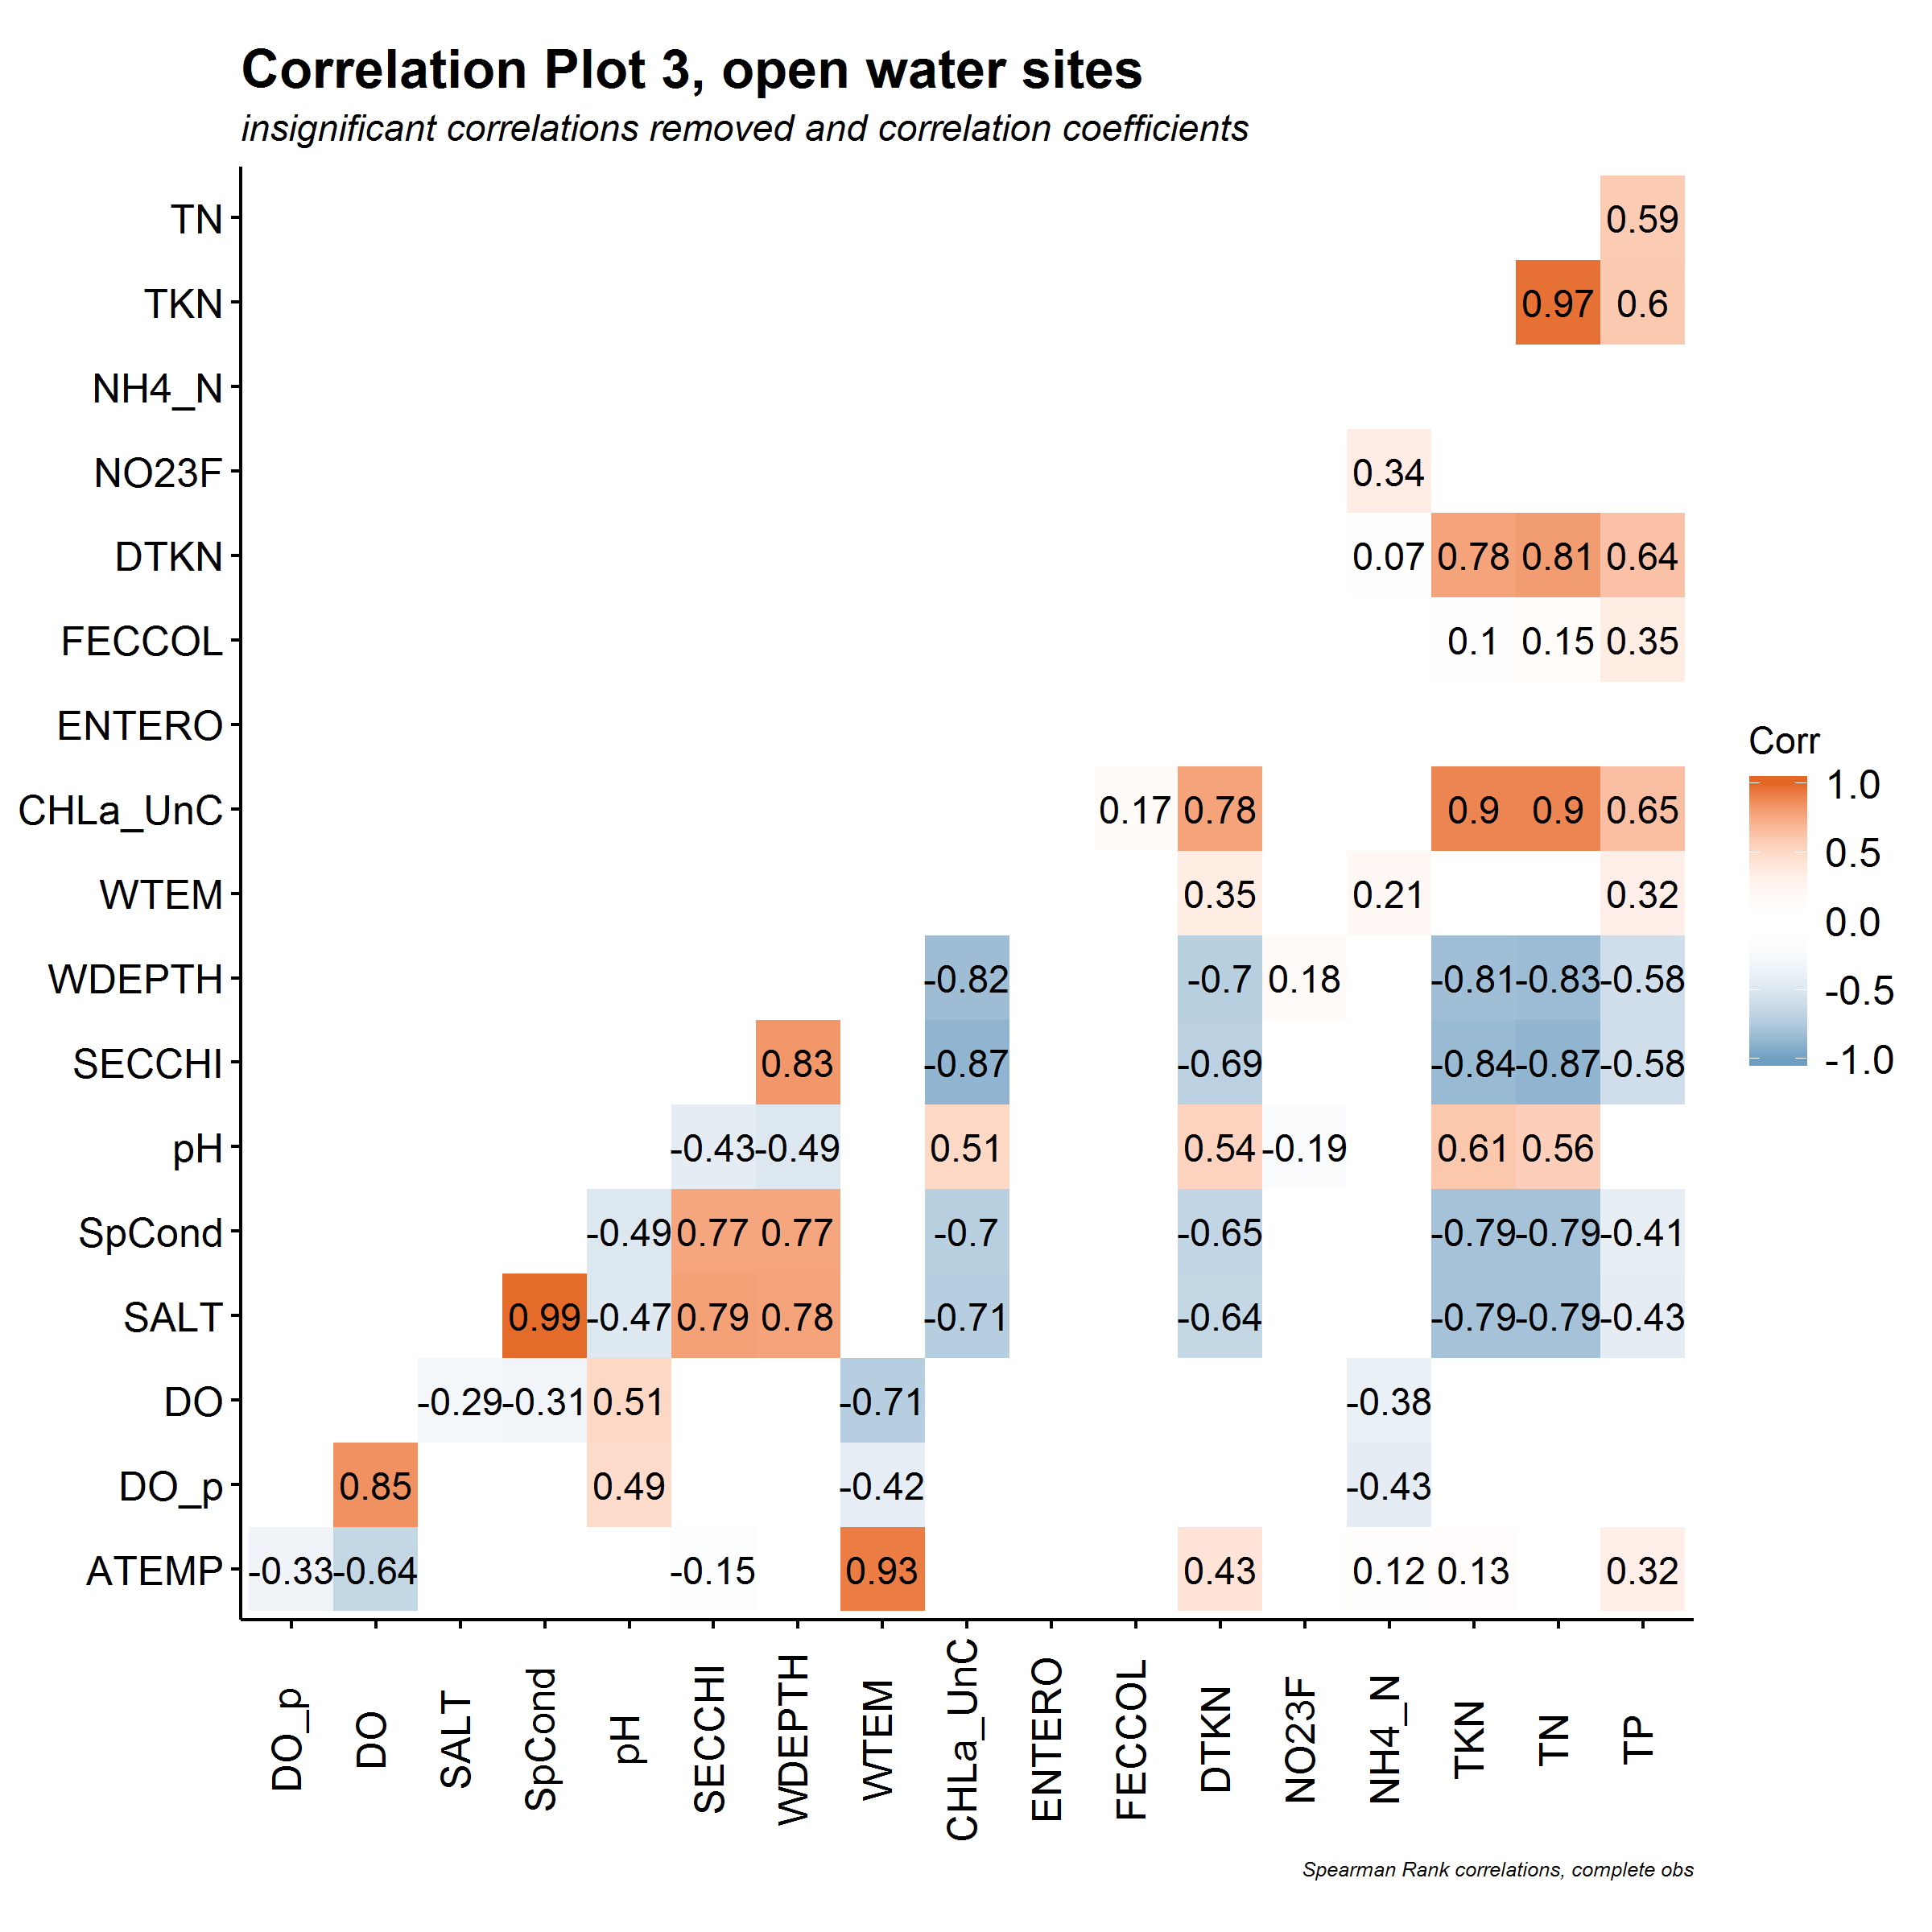 Correlation Plot 3, open water sites
insignificant correlations removed and correlation coefficients
TN 0.59
TKN 0.97 0.6
NH4_N
NO23F 0.34
DTKN 0.07 0.78 0.81 0.64
FECCOL 0.1 0.15 0.35
ENTERO
CHLa_UnC 0.17 0.78 0.9 0.9 0.65
WTEM 0.35 0.21 0.32
WDEPTH -0.82 -0.7 0.18 -0.81 -0.83 -0.58
SECCHI 0.83 -0.87 -0.69 -0.84 -0.87 -0.58
pH -0.43 -0.49 0.51 0.54 -0.19 0.61 0.56
SpCond -0.49 0.77 0.77 -0.7 -0.65 -0.79 -0.79 -0.41
SALT 0.99 -0.47 0.79 0.78 -0.71 -0.64 -0.79 -0.79 -0.43
DO -0.29 -0.31 0.51 -0.71 -0.38
DO_p 0.85 0.49 -0.42 -0.43
ATEMP -0.33 -0.64 -0.15 0.93 0.43 0.12 0.13 0.32
DO_p DO SALT SpCond pH SECCHI WDEPTH WTEM CHLa_UnC ENTERO FECCOL DTKN NO23F NH4_N TKN TN TP
Corr
1.0
0.5
0.0
-0.5
-1.0
Spearman Rank correlations, complete obs